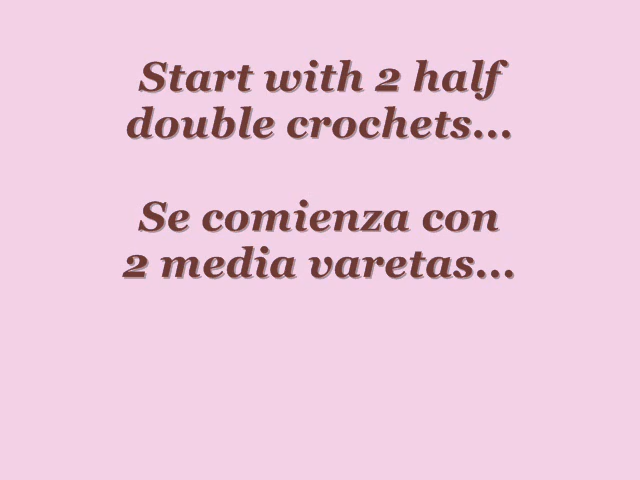 Start with 2 half
double crochets...
Se comienza con
2 media varetas...